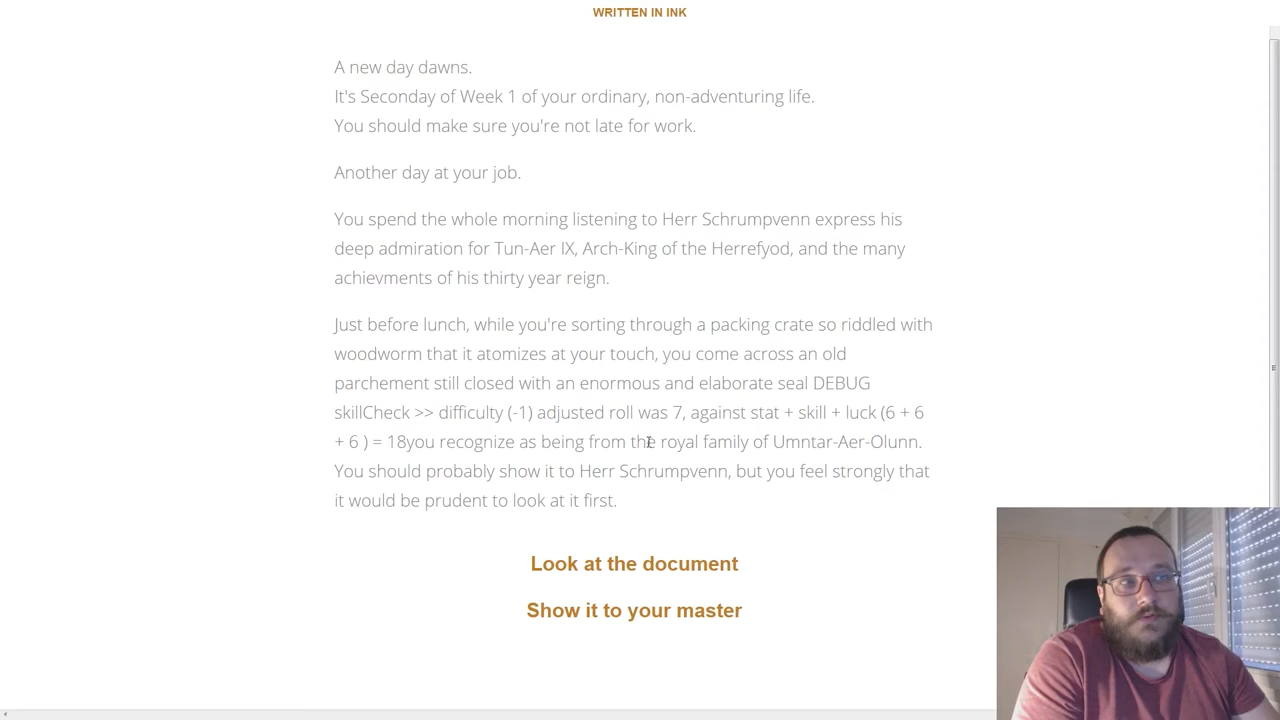 WRITTEN IN INK
A new day dawns.
It's Seconday of Week 1 of your ordinary, non-adventuring life.
You should make sure you're not late for work.
Another day at your job.
You spend the whole morning listening to Herr Schrumpvenn express his
deep admiration for Tun-Aer IX, Arch-King of the Herrefyod, and the many
achievments of his thirty year reign.
Just before lunch, while you're sorting through a packing crate so riddled with
woodworm that it atomizes at your touch, you come across an old
parchement still closed with an enormous and elaborate seal DEBUG
skillCheck >> difficulty (-1) adjusted roll was 7, against stat + skill + luck (6 + 6
+ 6 ) = 18you recognize as being from the royal family of Umntar-Aer-Olunn.
You should probably show it to Herr Schrumpvenn, but you feel strongly that
it would be prudent to look at it first.
Look at the document
Show it to your master